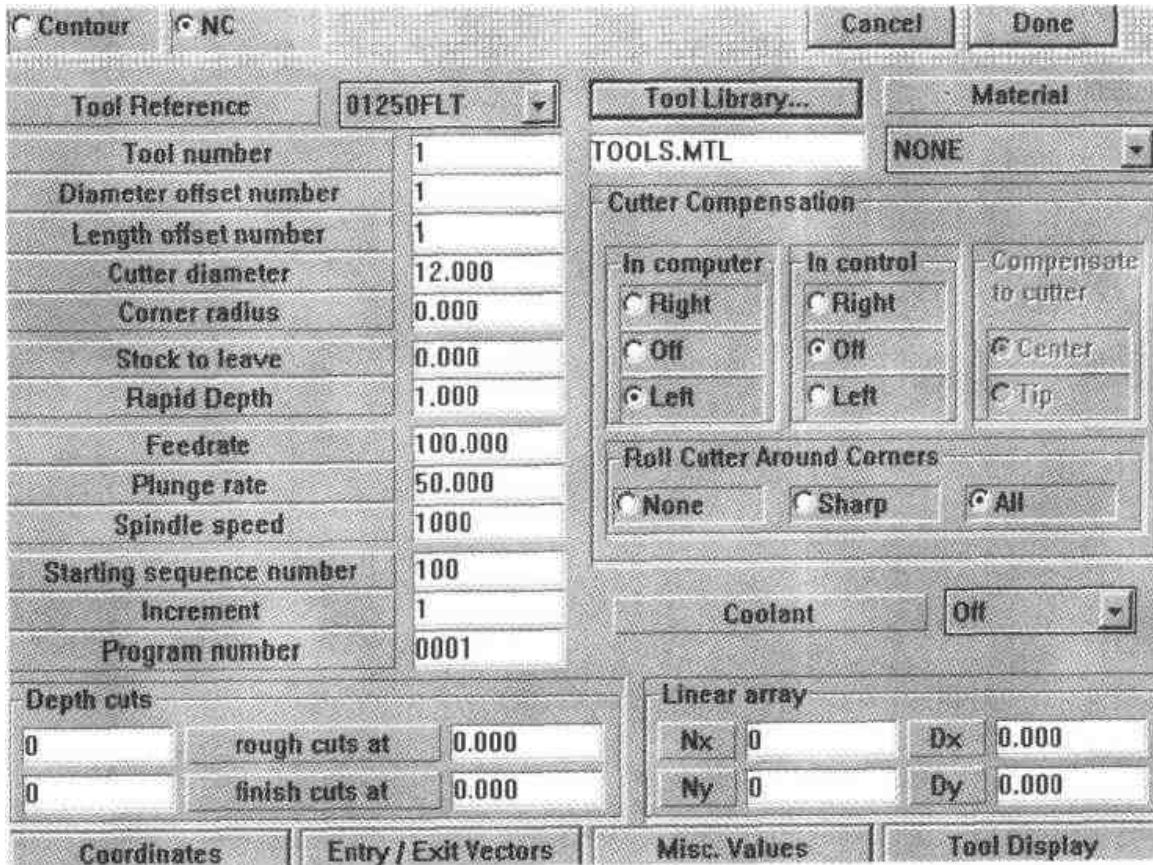 Contour NC Cancel Done
Tool Reference 01250FLT Tool Library... Material
Tool number 1 TOOLS.MTL NONE
Diameter offset number 1 Cutter Compensation
Length offset number 1
Cutter diameter 12.000 In computer In control Compensate to cutter
Corner radius 0.000 Right Right
Stock to leave 0.000 Off Off Center
Rapid Depth 1.000 Left Left Tip
Feedrate 100.000 Roll Cutter Around Corners
Plunge rate 50.000 None Sharp All
Spindle speed 1000
Starting sequence number 100
Increment 1 Coolant Off
Program number 0001
Depth cuts Linear array
0 rough cuts at 0.000 Nx 0 Dx 0.000
0 finish cuts at 0.000 Ny 0 Dy 0.000
Coordinates Entry / Exit Vectors Misc. Values Tool Display